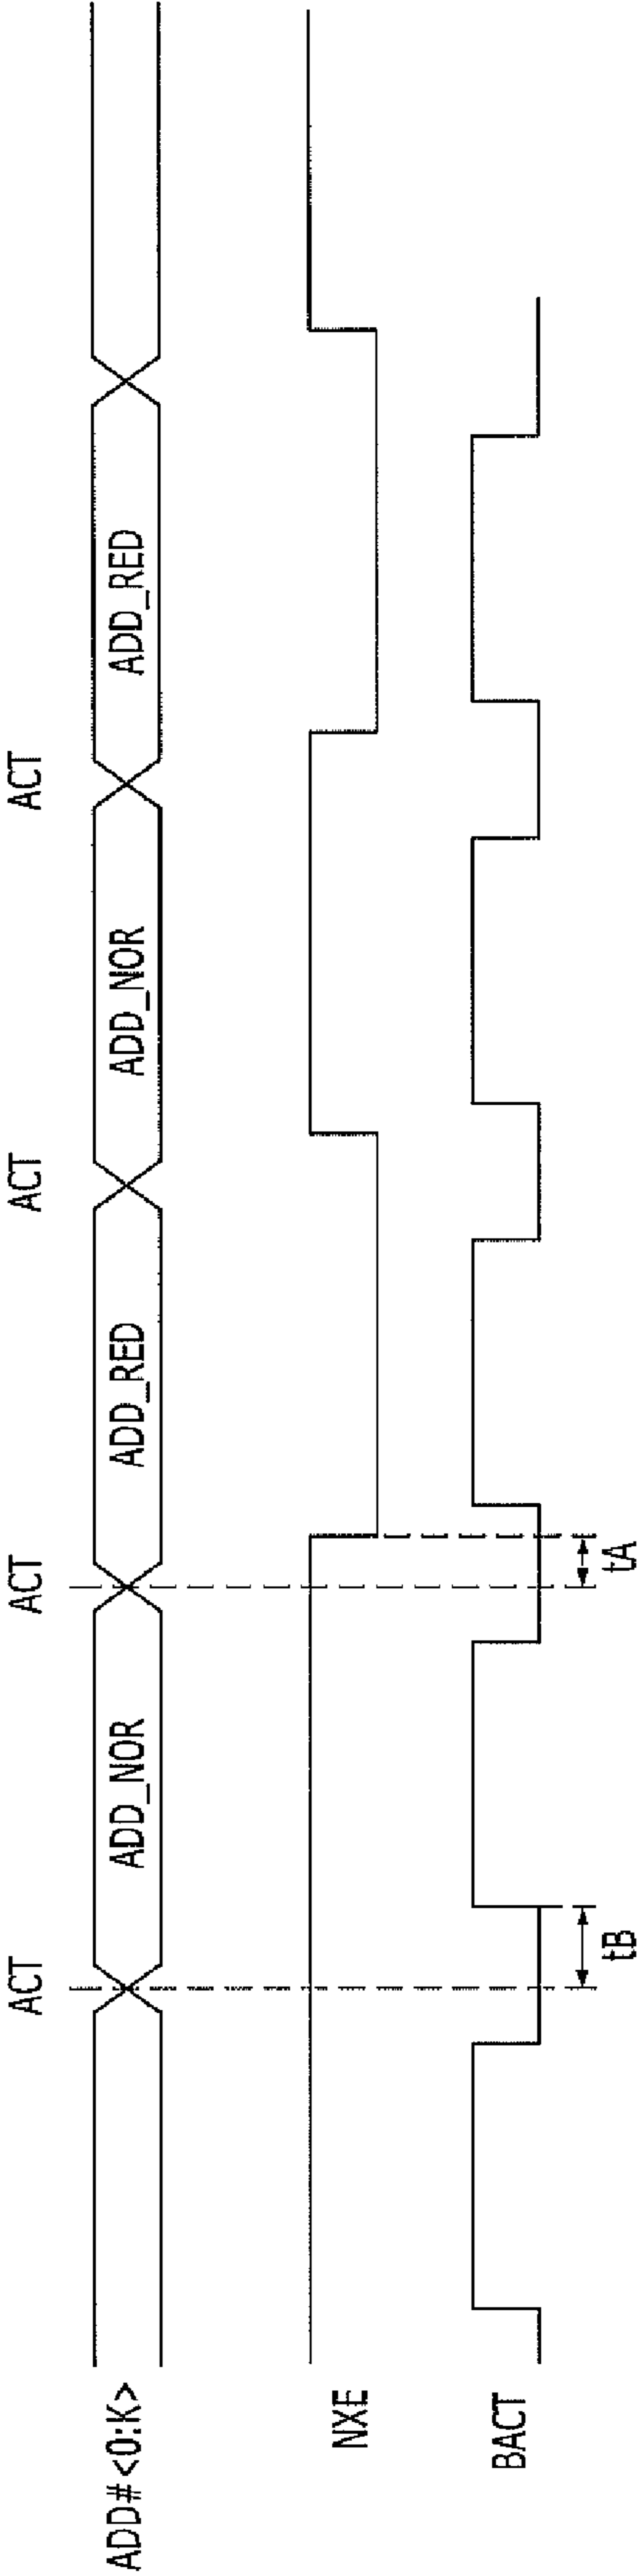 ACT ACT ACT ACT
ADD#<0:K> ADD_NOR ADD_RED ADD_NOR ADD_RED
NXE
BACT
tB tA